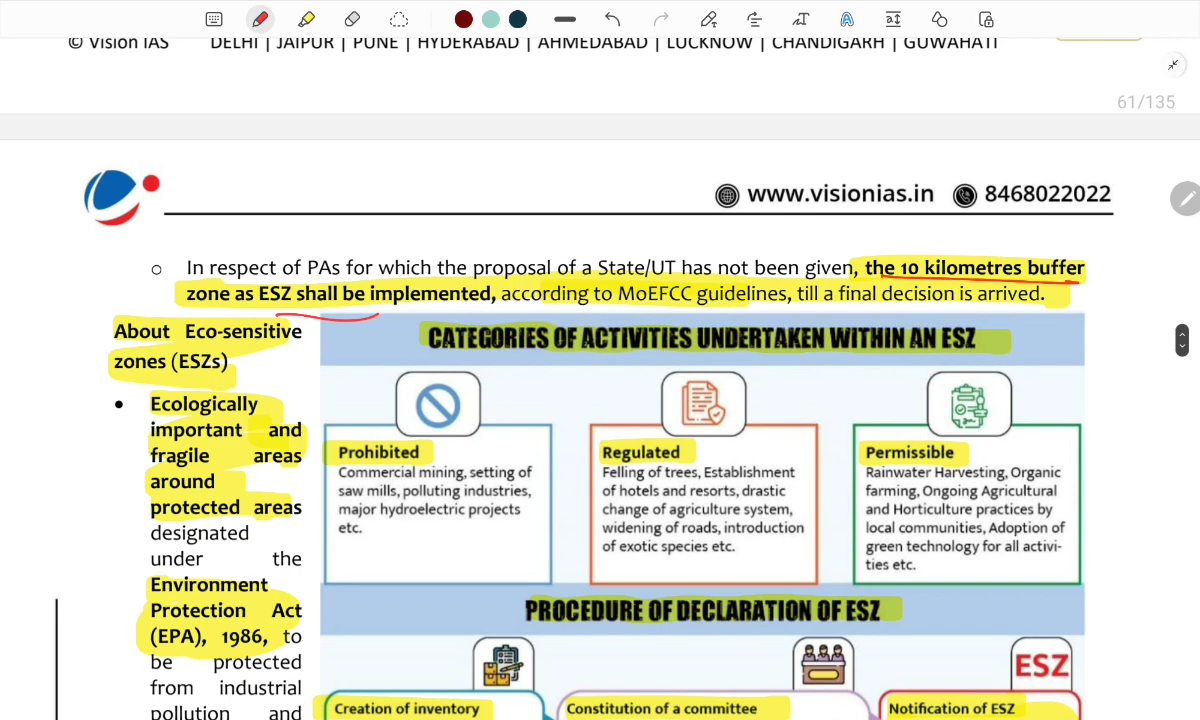 © Vision IAS DELHI | JAIPUR | PUNE | HYDERABAD | AHMEDABAD | LUCKNOW | CHANDIGARH | GUWAHATI
61/135
www.visionias.in 8468022022
o In respect of PAs for which the proposal of a State/UT has not been given, the 10 kilometres buffer
zone as ESZ shall be implemented, according to MoEFCC guidelines, till a final decision is arrived.
About Eco-sensitive
zones (ESZs)
• Ecologically
important and
fragile areas
around
protected areas
designated
under the
Environment
Protection Act
(EPA), 1986, to
be protected
from industrial
pollution and
CATEGORIES OF ACTIVITIES UNDERTAKEN WITHIN AN ESZ
Prohibited
Commercial mining, setting of
saw mills, polluting industries,
major hydroelectric projects
etc.
Regulated
Felling of trees, Establishment
of hotels and resorts, drastic
change of agriculture system,
widening of roads, introduction
of exotic species etc.
Permissible
Rainwater Harvesting, Organic
farming, Ongoing Agricultural
and Horticulture practices by
local communities, Adoption of
green technology for all activi-
ties etc.
PROCEDURE OF DECLARATION OF ESZ
ESZ
Creation of inventory
Constitution of a committee
Notification of ESZ